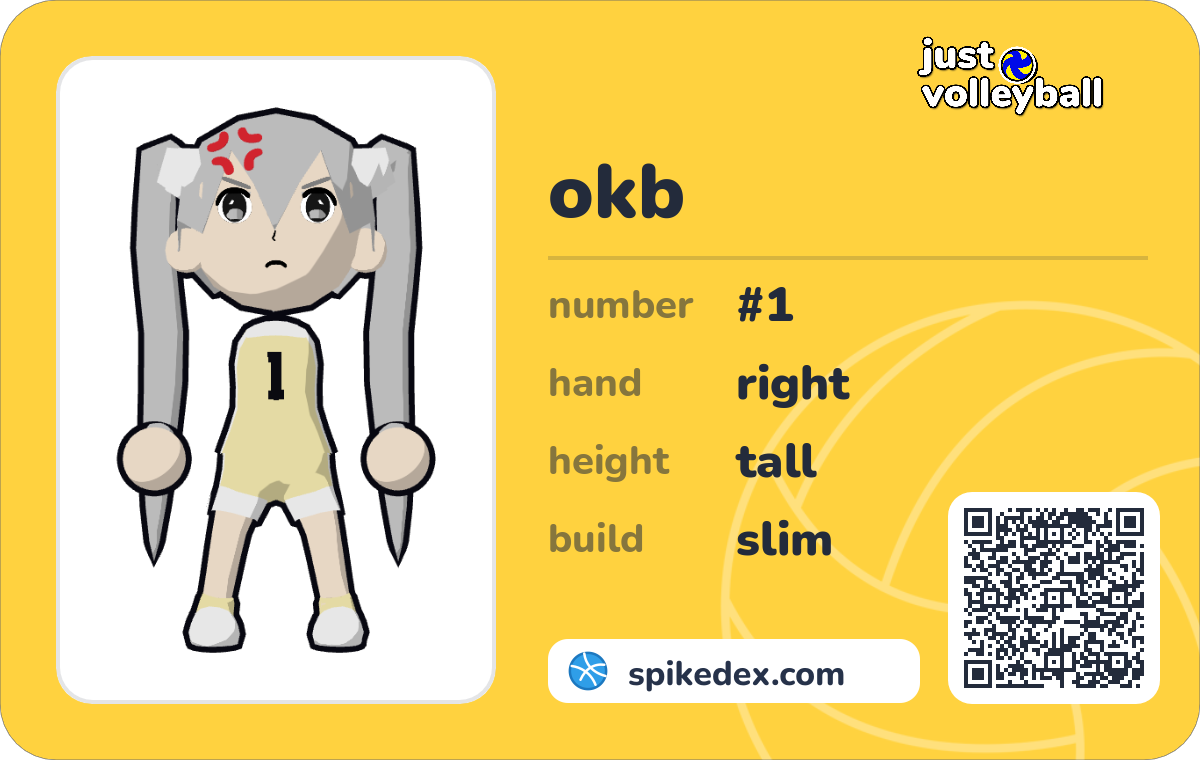 just
volleyball
okb
number #1
hand right
height tall
build slim
1
spikedex.com